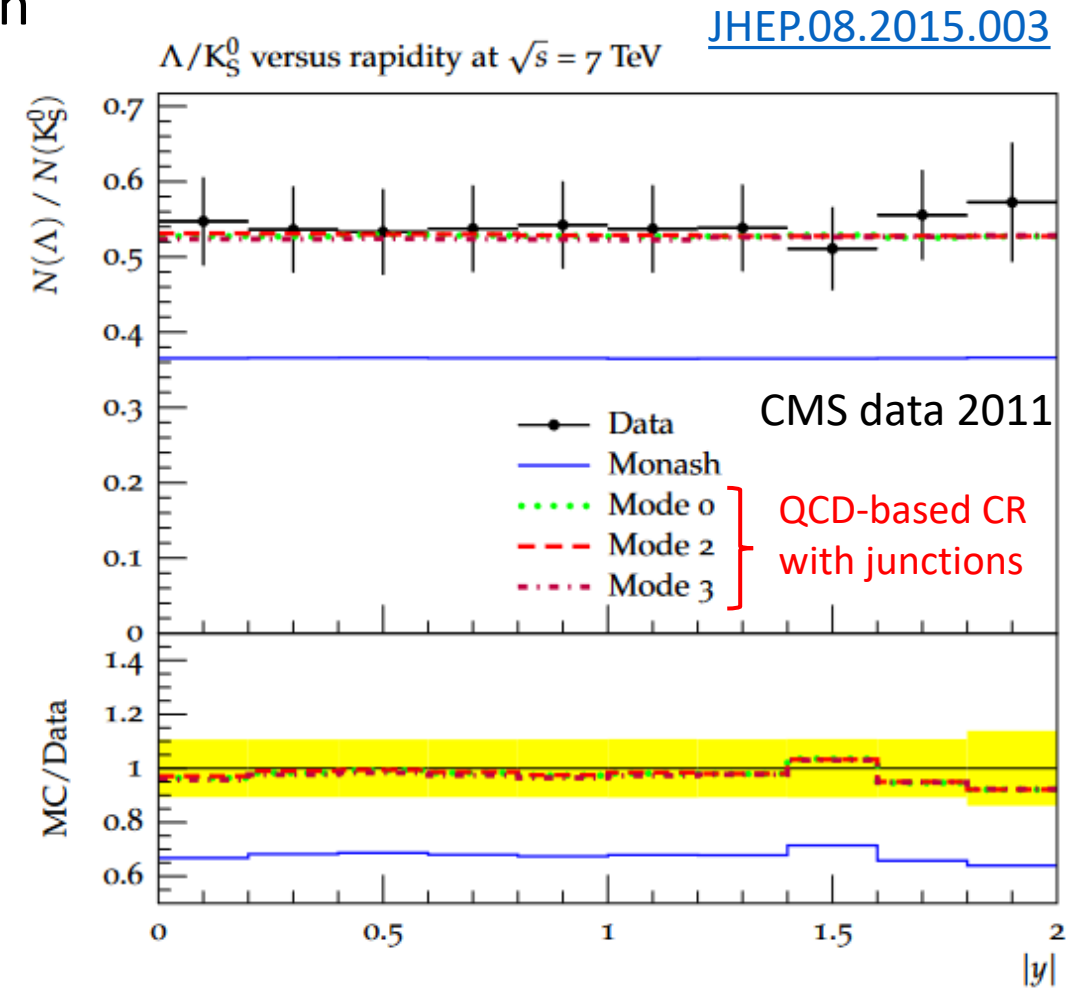 n
JHEP.08.2015.003
Λ/K⁰_S versus rapidity at √s = 7 TeV
N(Λ) / N(K⁰_S)
0.7
0.6
0.5
0.4
0.3
0.2
0.1
0
CMS data 2011
Data
Monash
Mode 0
Mode 2
Mode 3
QCD-based CR
with junctions
MC/Data
1.4
1.2
1
0.8
0.6
0 0.5 1 1.5 2
|y|